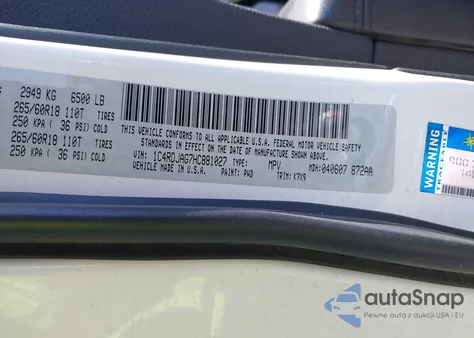 2949 KG 6500 LB
265/60R18 110T TIRES
250 KPA ( 36 PSI) COLD
265/60R18 110T TIRES
250 KPA ( 36 PSI) COLD
THIS VEHICLE CONFORMS TO ALL APPLICABLE U.S.A. FEDERAL MOTOR VEHICLE
SAFETY STANDARDS IN EFFECT ON THE DATE OF MANUFACTURE SHOWN ABOVE.
VIN: 1C4RDJAG7HC881027 TYPE: MPV MDH: 040607 872AA
VEHICLE MADE IN U.S.A. PAINT: PW0 TRIM: K7X9
WARNING
autoSnap
Pewne auta z aukcji USA i EU